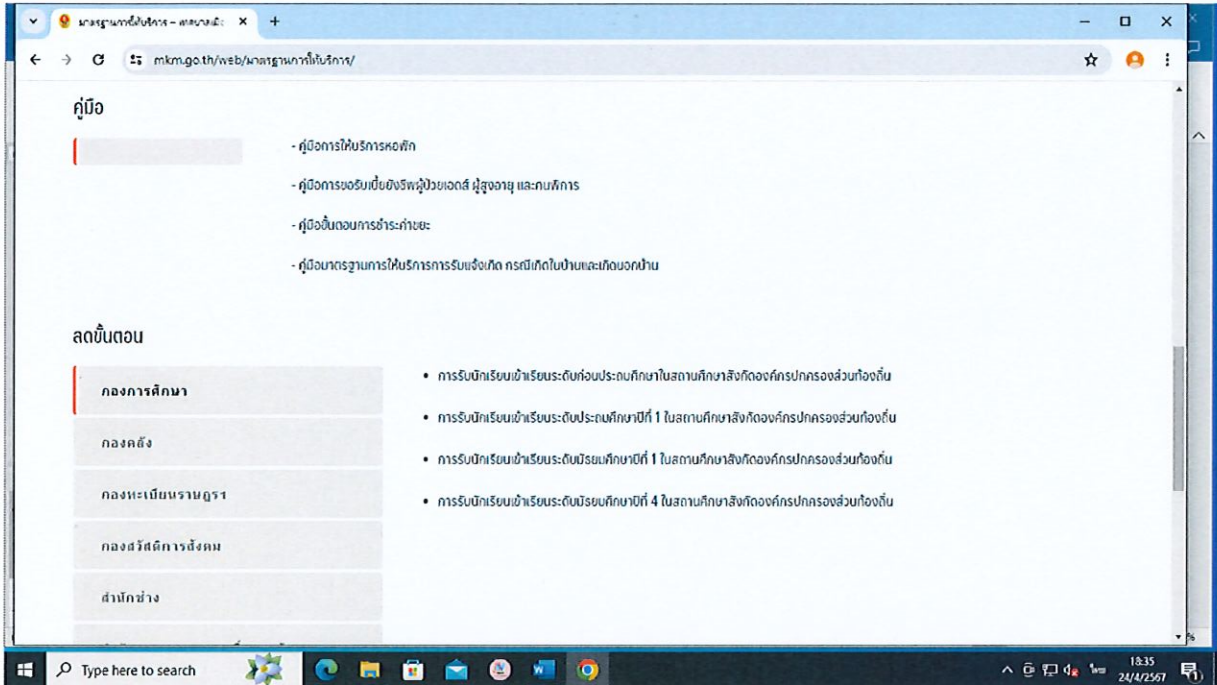 มาตรฐานการให้บริการ – เทศบาลเมือ
mkm.go.th/web/มาตรฐานการให้บริการ/
คู่มือ
- คู่มือการให้บริการหอพัก
- คู่มือการขอรับเบี้ยยังชีพผู้ป่วยเอดส์ ผู้สูงอายุ และคนพิการ
- คู่มือขั้นตอนการชำระค่าขยะ
- คู่มือมาตรฐานการให้บริการการรับแจ้งเกิด กรณีเกิดในบ้านและเกิดนอกบ้าน
ลดขั้นตอน
กองการศึกษา
• การรับนักเรียนเข้าเรียนระดับก่อนประถมศึกษาในสถานศึกษาสังกัดองค์กรปกครองส่วนท้องถิ่น
• การรับนักเรียนเข้าเรียนระดับประถมศึกษาปีที่ 1 ในสถานศึกษาสังกัดองค์กรปกครองส่วนท้องถิ่น
กองคลัง
• การรับนักเรียนเข้าเรียนระดับมัธยมศึกษาปีที่ 1 ในสถานศึกษาสังกัดองค์กรปกครองส่วนท้องถิ่น
กองทะเบียนราษฎรฯ
• การรับนักเรียนเข้าเรียนระดับมัธยมศึกษาปีที่ 4 ในสถานศึกษาสังกัดองค์กรปกครองส่วนท้องถิ่น
กองสวัสดิการสังคม
สำนักช่าง
Type here to search
ไทย
18:35
24/4/2567